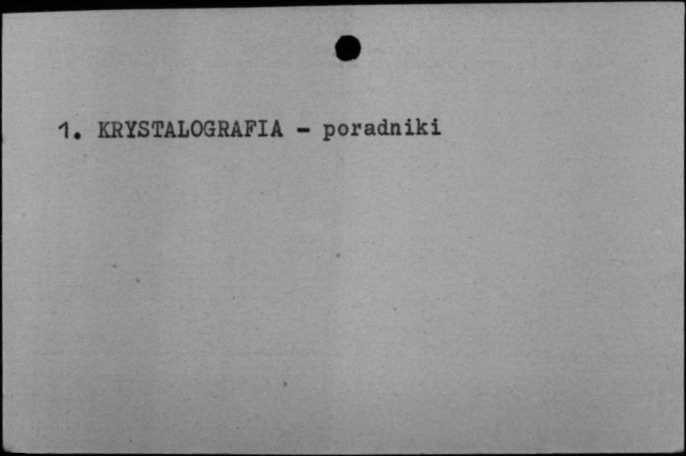 1. KRYSTALOGRAFIA - poradniki